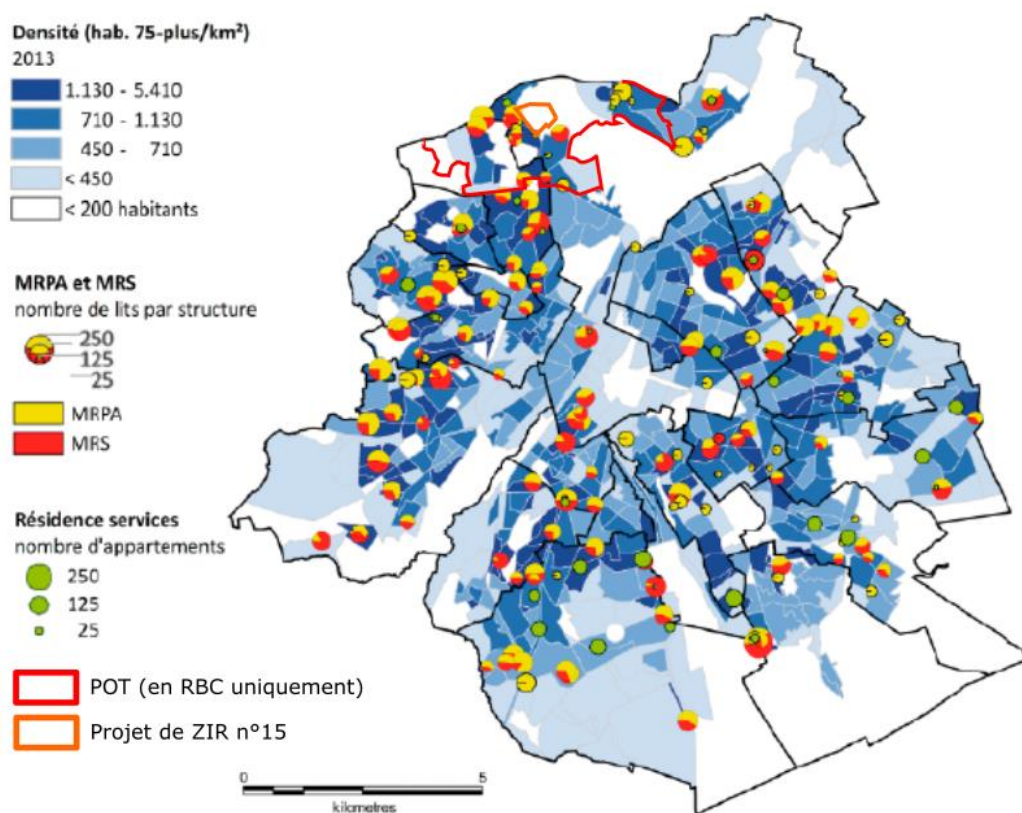 Densité (hab. 75-plus/km²)
2013
1.130 - 5.410
710 - 1.130
450 - 710
< 450
< 200 habitants
MRPA et MRS
nombre de lits par structure
250
125
25
MRPA
MRS
Résidence services
nombre d'appartements
250
125
25
POT (en RBC uniquement)
Projet de ZIR n°15
0 5
kilometres